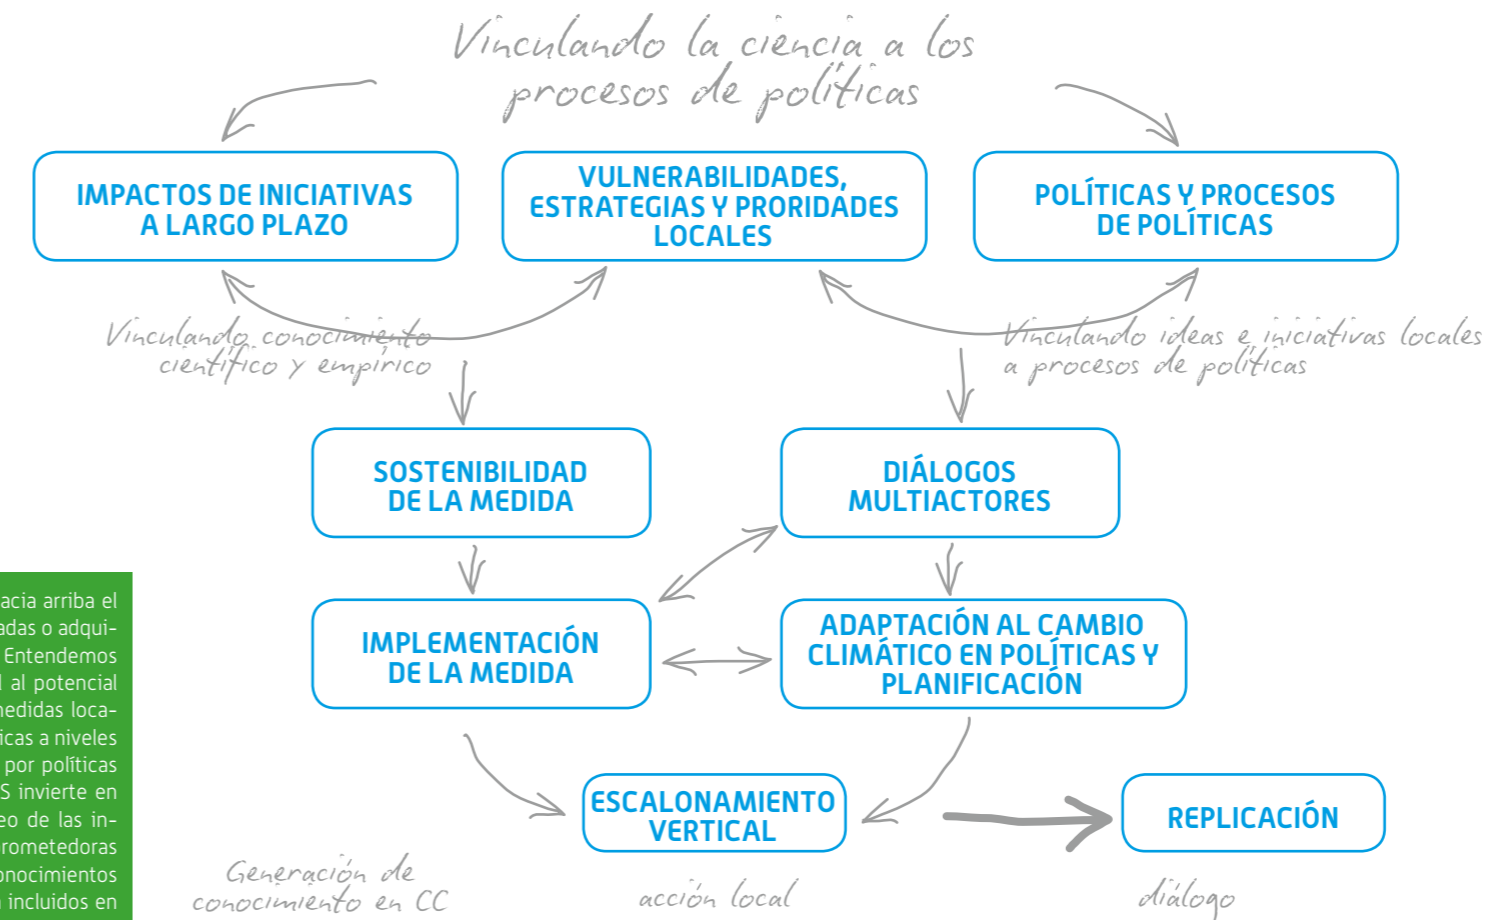 Vinculando la ciencia a los
procesos de políticas
IMPACTOS DE INICIATIVAS
A LARGO PLAZO
VULNERABILIDADES,
ESTRATEGIAS Y PRORIDADES
LOCALES
POLÍTICAS Y PROCESOS
DE POLÍTICAS
Vinculando conocimiento
científico y empírico
Vinculando ideas e iniciativas locales
a procesos de políticas
SOSTENIBILIDAD
DE LA MEDIDA
DIÁLOGOS
MULTIACTORES
IMPLEMENTACIÓN
DE LA MEDIDA
ADAPTACIÓN AL CAMBIO
CLIMÁTICO EN POLÍTICAS Y
PLANIFICACIÓN
ESCALONAMIENTO
VERTICAL
REPLICACIÓN
Generación de
conocimiento en CC
acción local
diálogo
acia arriba el
adas o adqui-
Entendemos
l al potencial
nedidas loca-
icas a niveles
por políticas
S invierte en
eo de las in-
rometedoras
onocimientos
incluidos en